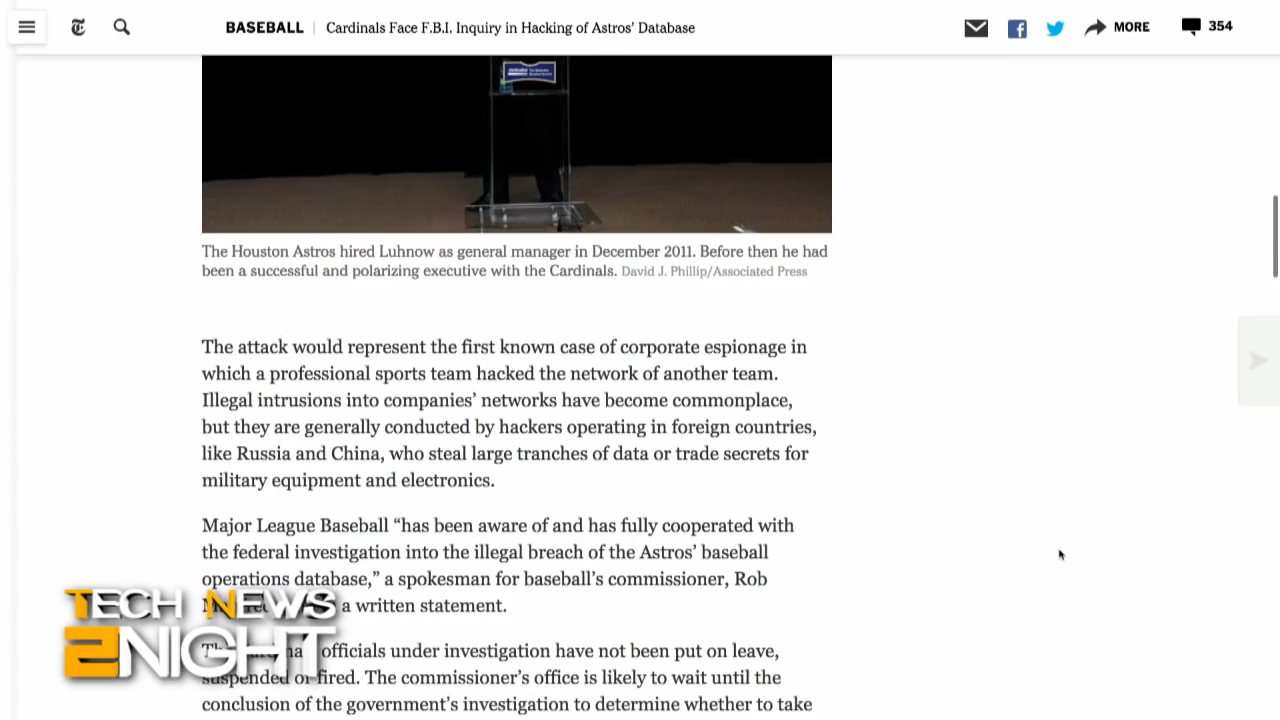 BASEBALL | Cardinals Face F.B.I. Inquiry in Hacking of Astros' Database
MORE
354
The Houston Astros hired Luhnow as general manager in December 2011. Before then he had
been a successful and polarizing executive with the Cardinals. David J. Phillip/Associated Press
The attack would represent the first known case of corporate espionage in
which a professional sports team hacked the network of another team.
Illegal intrusions into companies' networks have become commonplace,
but they are generally conducted by hackers operating in foreign countries,
like Russia and China, who steal large tranches of data or trade secrets for
military equipment and electronics.
Major League Baseball “has been aware of and has fully cooperated with
the federal investigation into the illegal breach of the Astros' baseball
operations database,” a spokesman for baseball's commissioner, Rob
a written statement.
officials under investigation have not been put on leave,
suspended or fired. The commissioner's office is likely to wait until the
conclusion of the government's investigation to determine whether to take
TECH NEWS
2NIGHT